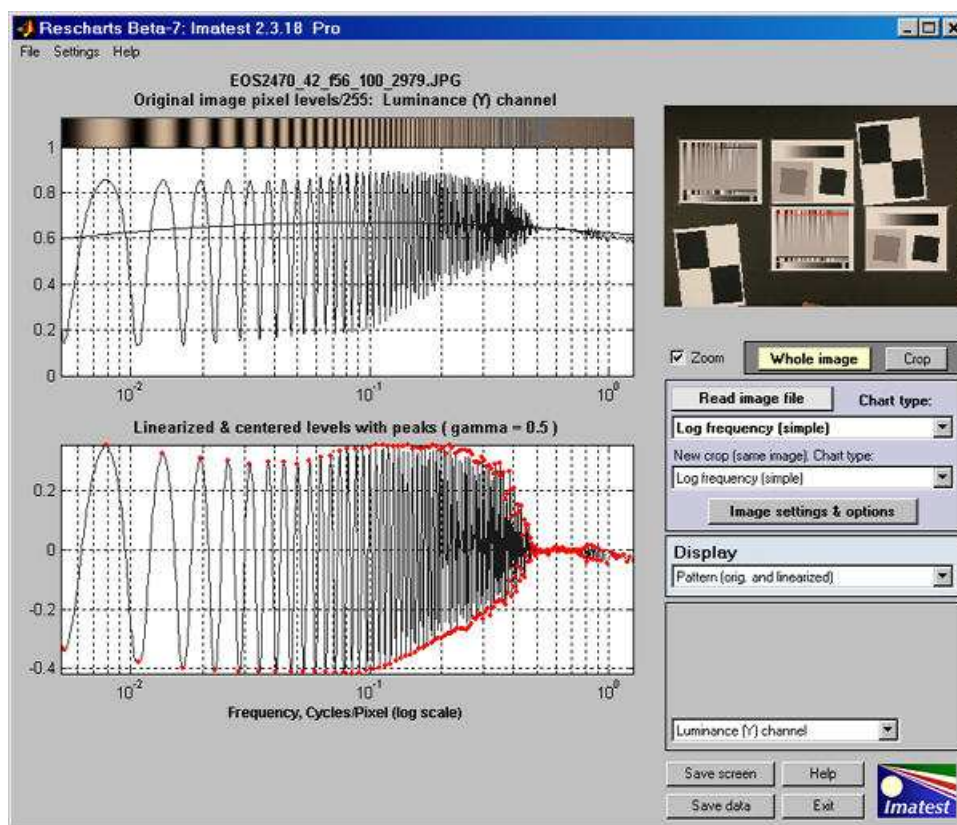 Rescharts Beta-7: Imatest 2.3.18 Pro
File Settings Help
EOS2470_42_f56_100_2979.JPG
Original image pixel levels/255: Luminance (Y) channel
1
0.8
0.6
0.4
0.2
0
10-2 10-1 100
Linearized & centered levels with peaks ( gamma = 0.5 )
0.2
0
-0.2
-0.4
10-2 10-1 100
Frequency, Cycles/Pixel (log scale)
Zoom Whole image Crop
Read image file Chart type:
Log frequency (simple)
New crop (same image); Chart type:
Log frequency (simple)
Image settings & options
Display
Pattern (orig. and linearized)
Luminance (Y) channel
Save screen Help
Save data Exit
Imatest